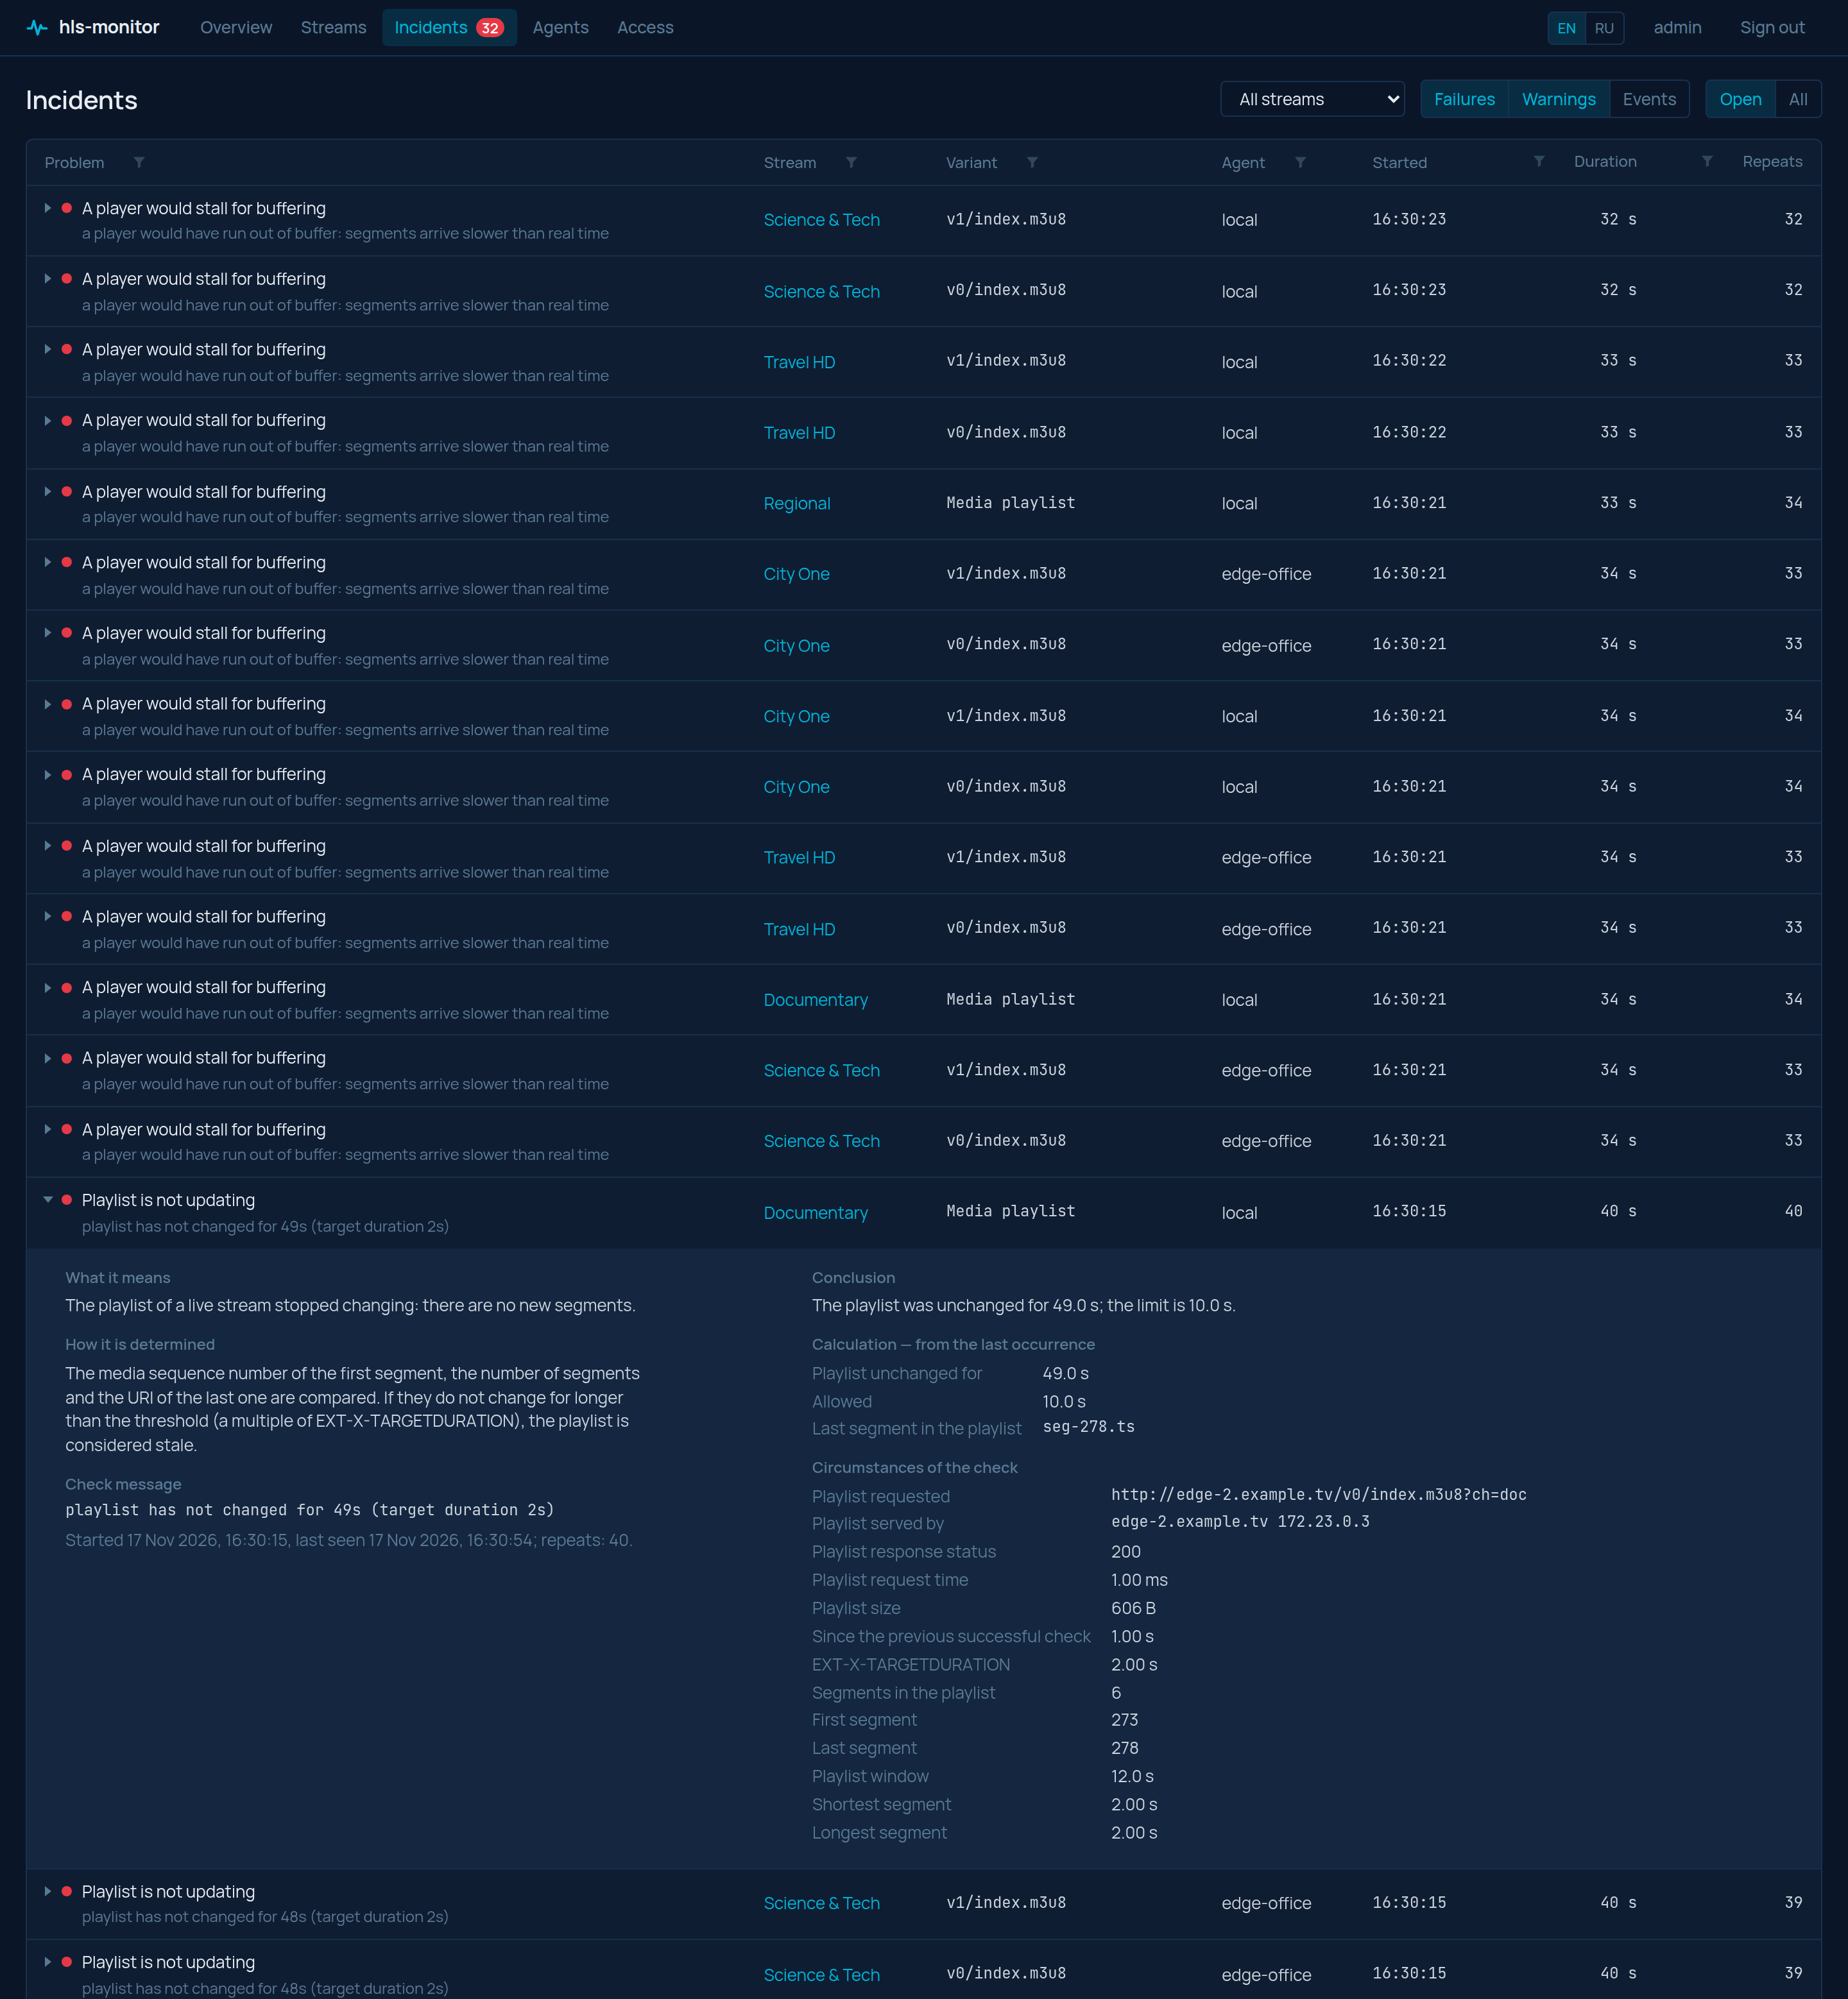 hls-monitor Overview Streams Incidents 32 Agents Access EN RU admin Sign out
Incidents All streams Failures Warnings Events Open All
Problem Stream Variant Agent Started Duration Repeats
A player would stall for buffering
a player would have run out of buffer: segments arrive slower than real time
Science & Tech v1/index.m3u8 local 16:30:23 32 s 32
A player would stall for buffering
a player would have run out of buffer: segments arrive slower than real time
Science & Tech v0/index.m3u8 local 16:30:23 32 s 32
A player would stall for buffering
a player would have run out of buffer: segments arrive slower than real time
Travel HD v1/index.m3u8 local 16:30:22 33 s 33
A player would stall for buffering
a player would have run out of buffer: segments arrive slower than real time
Travel HD v0/index.m3u8 local 16:30:22 33 s 33
A player would stall for buffering
a player would have run out of buffer: segments arrive slower than real time
Regional Media playlist local 16:30:21 33 s 34
A player would stall for buffering
a player would have run out of buffer: segments arrive slower than real time
City One v1/index.m3u8 edge-office 16:30:21 34 s 33
A player would stall for buffering
a player would have run out of buffer: segments arrive slower than real time
City One v0/index.m3u8 edge-office 16:30:21 34 s 33
A player would stall for buffering
a player would have run out of buffer: segments arrive slower than real time
City One v1/index.m3u8 local 16:30:21 34 s 34
A player would stall for buffering
a player would have run out of buffer: segments arrive slower than real time
City One v0/index.m3u8 local 16:30:21 34 s 34
A player would stall for buffering
a player would have run out of buffer: segments arrive slower than real time
Travel HD v1/index.m3u8 edge-office 16:30:21 34 s 33
A player would stall for buffering
a player would have run out of buffer: segments arrive slower than real time
Travel HD v0/index.m3u8 edge-office 16:30:21 34 s 33
A player would stall for buffering
a player would have run out of buffer: segments arrive slower than real time
Documentary Media playlist local 16:30:21 34 s 34
A player would stall for buffering
a player would have run out of buffer: segments arrive slower than real time
Science & Tech v1/index.m3u8 edge-office 16:30:21 34 s 33
A player would stall for buffering
a player would have run out of buffer: segments arrive slower than real time
Science & Tech v0/index.m3u8 edge-office 16:30:21 34 s 33
Playlist is not updating
playlist has not changed for 49s (target duration 2s)
Documentary Media playlist local 16:30:15 40 s 40
What it means
The playlist of a live stream stopped changing: there are no new segments.
How it is determined
The media sequence number of the first segment, the number of segments
and the URI of the last one are compared. If they do not change for longer
than the threshold (a multiple of EXT-X-TARGETDURATION), the playlist is
considered stale.
Check message
playlist has not changed for 49s (target duration 2s)
Started 17 Nov 2026, 16:30:15, last seen 17 Nov 2026, 16:30:54; repeats: 40.
Conclusion
The playlist was unchanged for 49.0 s; the limit is 10.0 s.
Calculation — from the last occurrence
Playlist unchanged for 49.0 s
Allowed 10.0 s
Last segment in the playlist seg-278.ts
Circumstances of the check
Playlist requested http://edge-2.example.tv/v0/index.m3u8?ch=doc
Playlist served by edge-2.example.tv 172.23.0.3
Playlist response status 200
Playlist request time 1.00 ms
Playlist size 606 B
Since the previous successful check 1.00 s
EXT-X-TARGETDURATION 2.00 s
Segments in the playlist 6
First segment 273
Last segment 278
Playlist window 12.0 s
Shortest segment 2.00 s
Longest segment 2.00 s
Playlist is not updating
playlist has not changed for 48s (target duration 2s)
Science & Tech v1/index.m3u8 edge-office 16:30:15 40 s 39
Playlist is not updating
playlist has not changed for 48s (target duration 2s)
Science & Tech v0/index.m3u8 edge-office 16:30:15 40 s 39